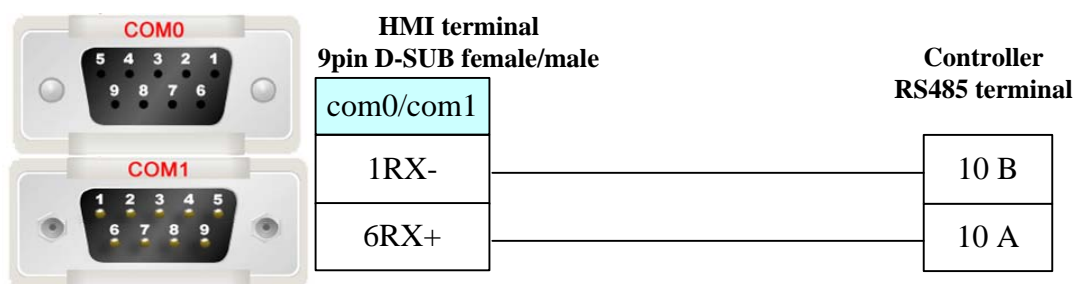 COM0
5 4 3 2 1
9 8 7 6
COM1
1 2 3 4 5
6 7 8 9
HMI terminal
9pin D-SUB female/male
com0/com1
1RX-
6RX+
Controller
RS485 terminal
10 B
10 A